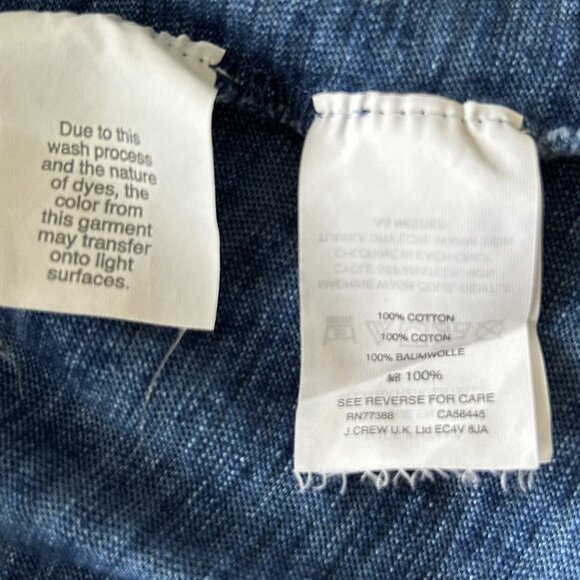 Due to this
wash process
and the nature
of dyes, the
color from
this garment
may transfer
onto light
surfaces.
100% COTTON
100% COTON
100% BAUMWOLLE
綿 100%
SEE REVERSE FOR CARE
RN77388 CA56445
J.CREW U.K. Ltd EC4V 6JA